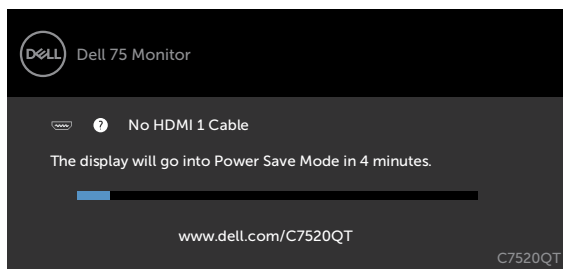 DELL
Dell 75 Monitor
? No HDMI 1 Cable
The display will go into Power Save Mode in 4 minutes.
www.dell.com/C7520QT
C7520QT